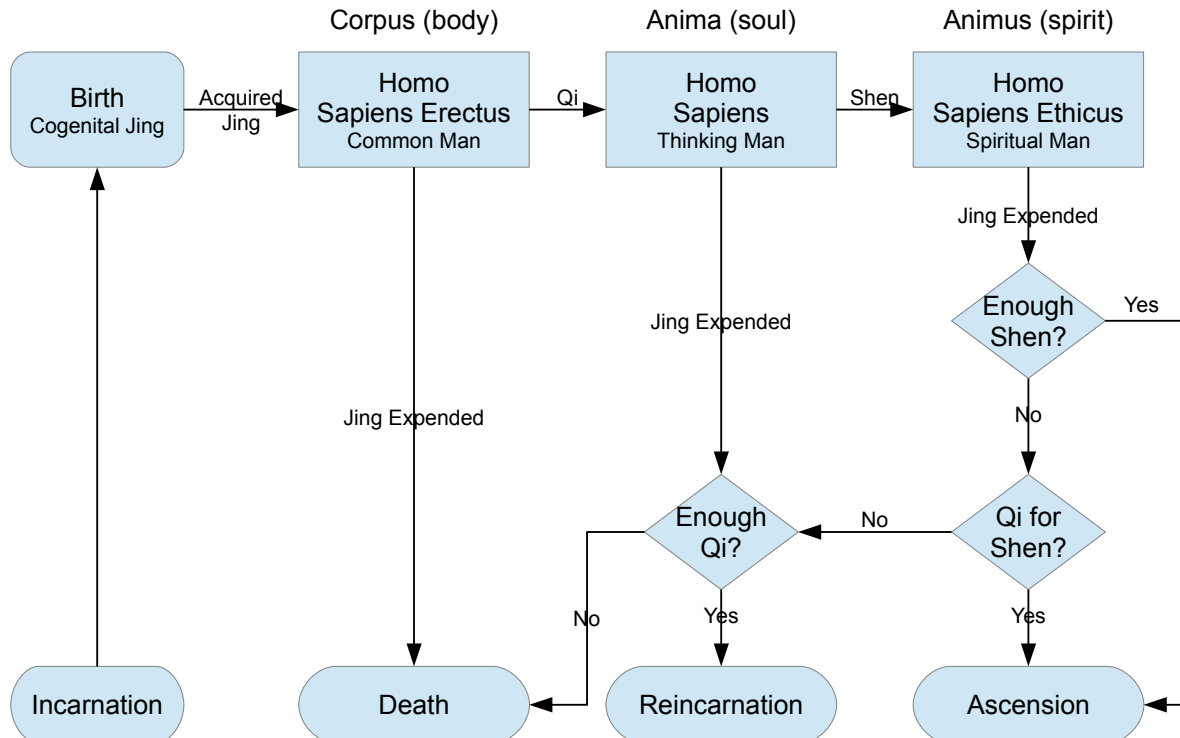 Corpus (body)
Anima (soul)
Animus (spirit)
Birth
Cogenital Jing
Acquired
Jing
Homo
Sapiens Erectus
Common Man
Qi
Homo
Sapiens
Thinking Man
Shen
Homo
Sapiens Ethicus
Spiritual Man
Jing Expended
Enough
Shen?
Yes
Jing Expended
Jing Expended
No
Enough
Qi?
No
Qi for
Shen?
No
Yes
Yes
Incarnation
Death
Reincarnation
Ascension